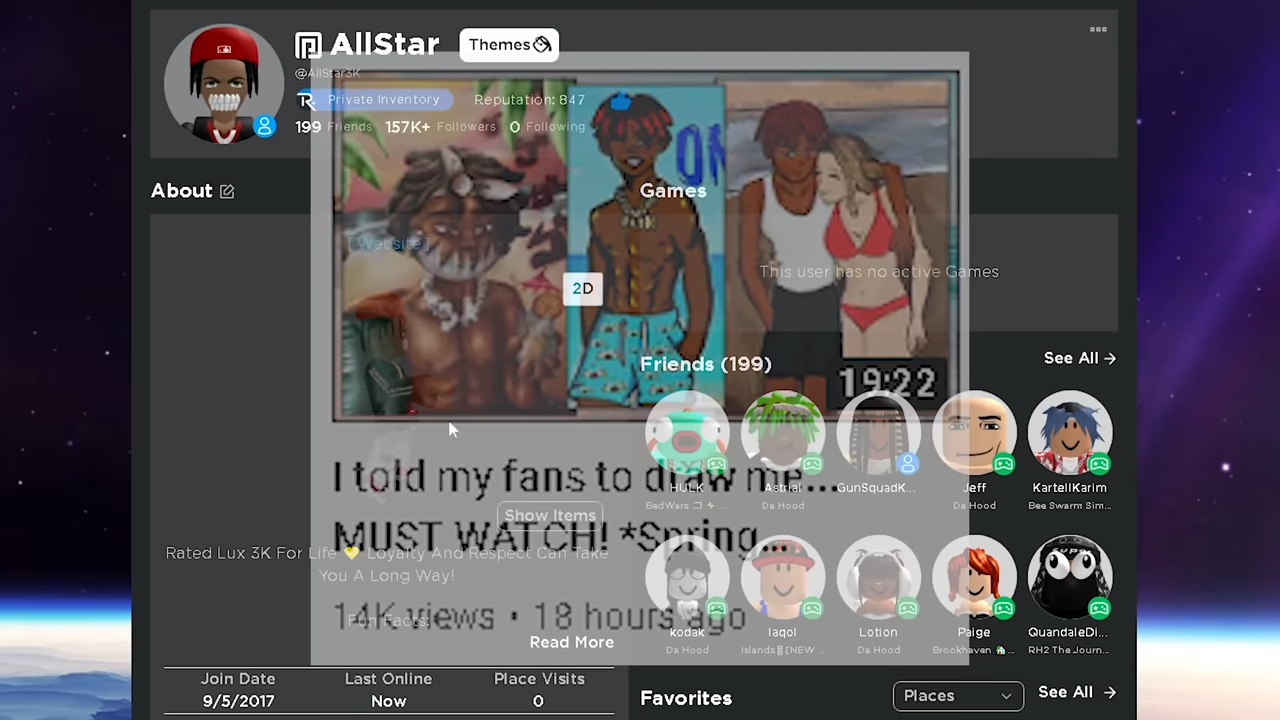 AllStar
Themes
@AllStar3K
Private Inventory
Reputation: 847
199 Friends 157K+ Followers 0 Following
About
[ Website ]
2D
Show Items
Rated Lux 3K For Life 💛 Loyalty And Respect Can Take
You A Long Way!
Fun Facts:
Read More
Join Date
9/5/2017
Last Online
Now
Place Visits
0
19:22
I told my fans to draw me...
MUST WATCH! *Spring...
14K views • 18 hours ago
Games
This user has no active Games
Friends (199)
See All →
HULK
BedWars
Astrial
Da Hood
GunSquadK...
Jeff
Da Hood
KartellKarim
Bee Swarm Sim...
kodak
Da Hood
laqol
Islands [NEW ...
Lotion
Da Hood
Paige
Brookhaven ...
QuandaleDi...
RH2 The Journ...
Favorites
Places
See All →